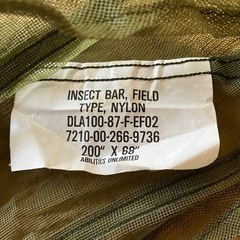 INSECT BAR, FIELD
TYPE, NYLON
DLA100-87-F-EF02
7210-00-266-9736
200" X 68"
ABILITIES UNLIMITED